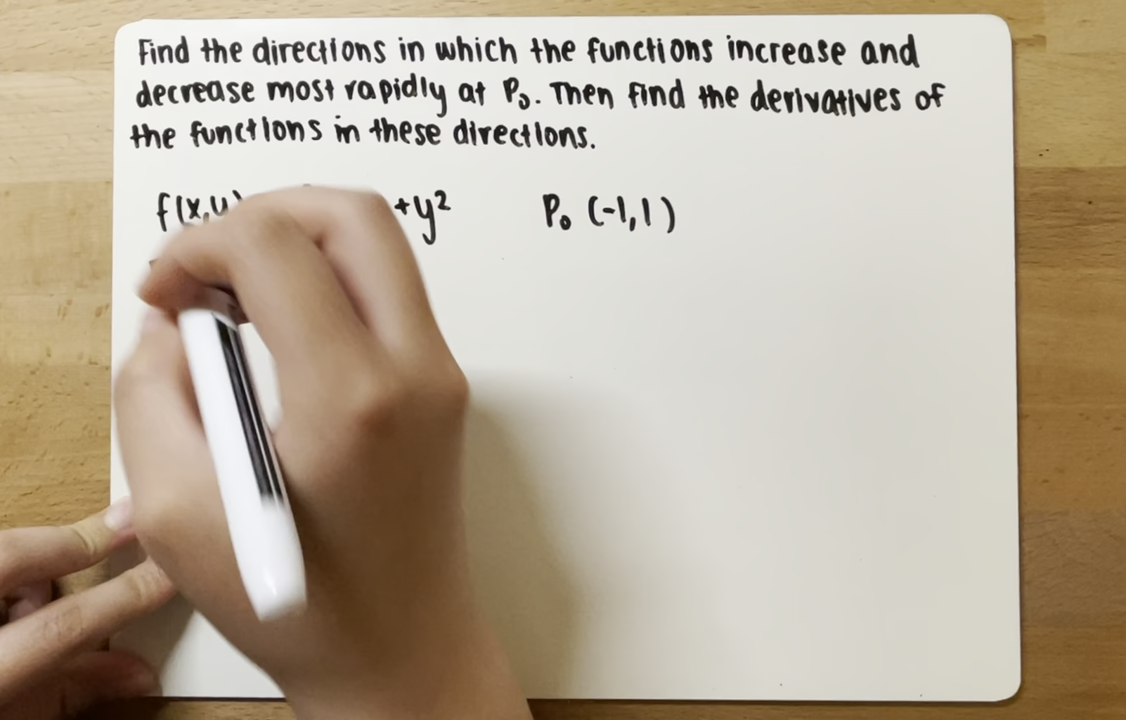 Find the directions in which the functions increase and
decrease most rapidly at P₀. Then find the derivatives of
the functions in these directions.
f(x,y) +y² P₀ (-1,1)